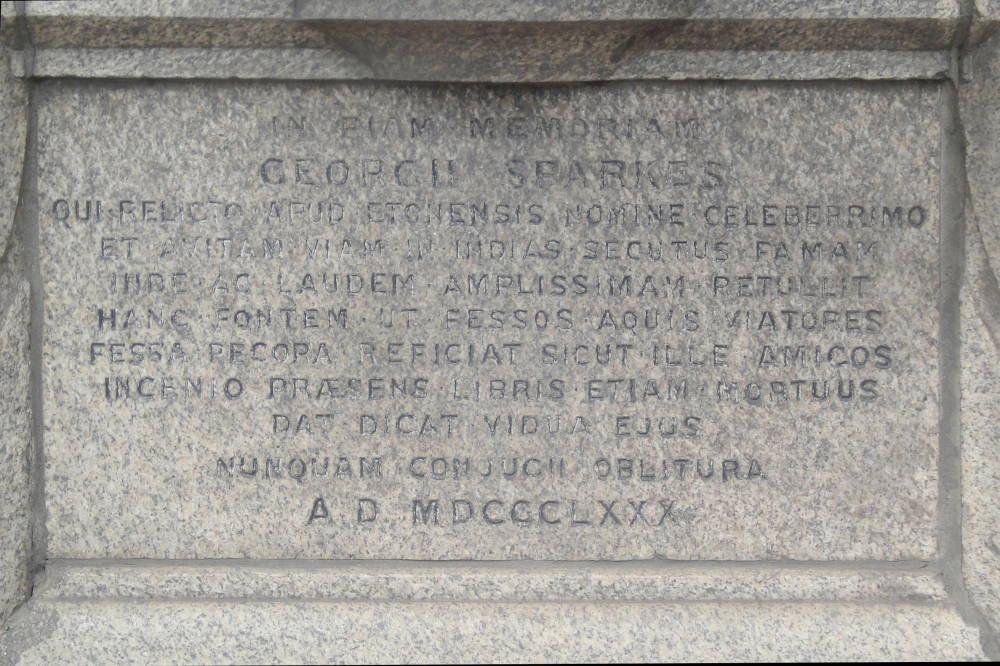 IN PIAM MEMORIAM
GEORGII SPARKES
QUI·RELICTO·APUD·ETONENSIS·NOMINE·CELEBERRIMO
ET·AVITAM·VIAM·IN·INDIAS·SECUTUS·FAMAM
INDE·AC·LAUDEM·AMPLISSIMAM·RETULLIT
HANC·FONTEM·UT·FESSOS·AQUIS·VIATORES
FESSA·PECORA·REFICIAT·SICUT·ILLE·AMICOS
INGENIO·PRÆSENS·LIBRIS·ETIAM·MORTUUS
DAT·DICAT·VIDUA·EJUS
NUNQUAM·CONJUGII·OBLITURA
A·D·MDCCCLXXX